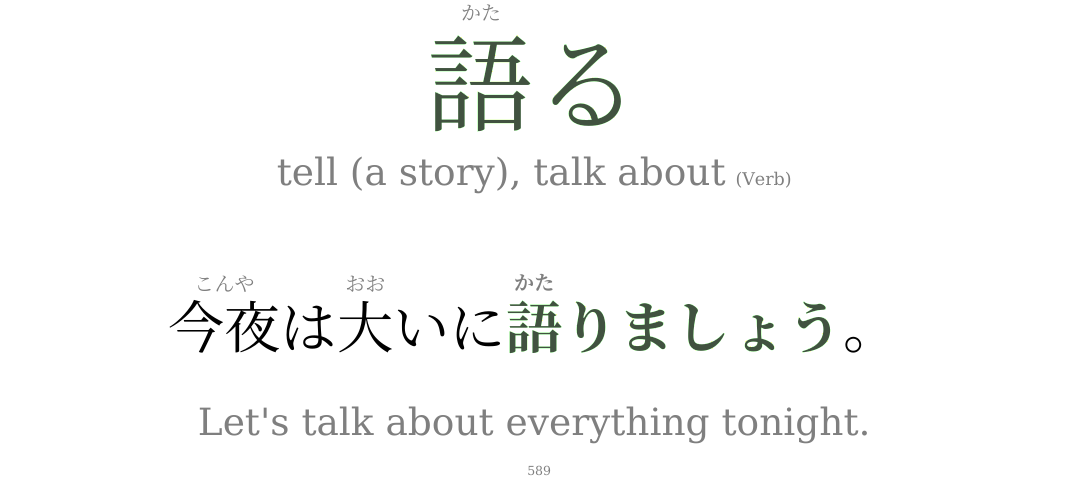 かた
語る
tell (a story), talk about (Verb)
こんや おお かた
今夜は大いに語りましょう。
Let's talk about everything tonight.
589